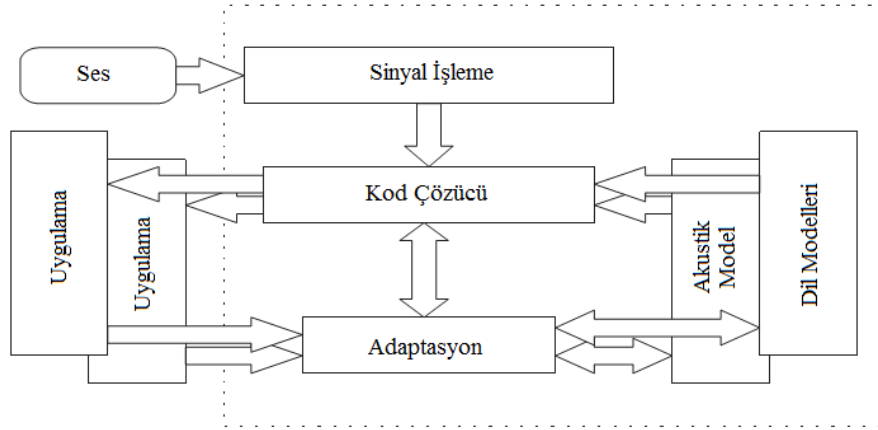 Ses
Sinyal İşleme
Kod Çözücü
Uygulama
Uygulama
Akustik
Model
Dil Modelleri
Adaptasyon